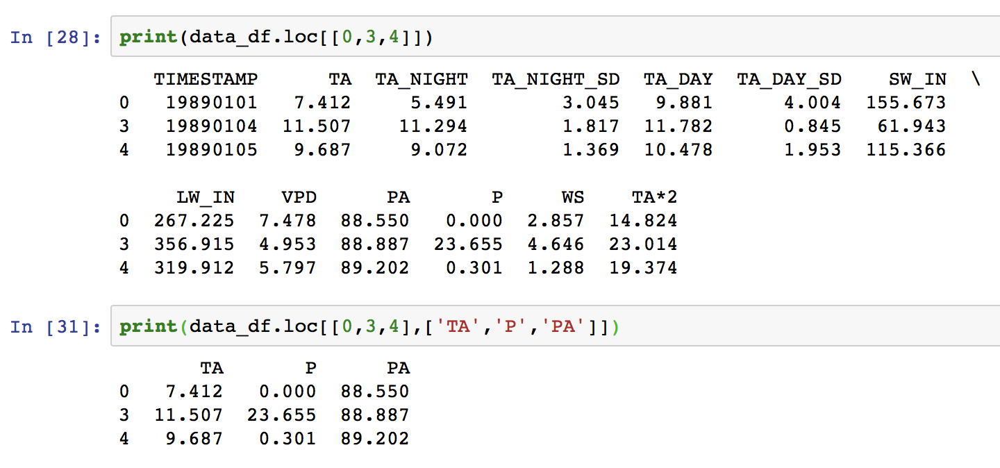 In [28]: print(data_df.loc[[0,3,4]])
TIMESTAMP TA TA_NIGHT TA_NIGHT_SD TA_DAY TA_DAY_SD SW_IN \
0 19890101 7.412 5.491 3.045 9.881 4.004 155.673
3 19890104 11.507 11.294 1.817 11.782 0.845 61.943
4 19890105 9.687 9.072 1.369 10.478 1.953 115.366
LW_IN VPD PA P WS TA*2
0 267.225 7.478 88.550 0.000 2.857 14.824
3 356.915 4.953 88.887 23.655 4.646 23.014
4 319.912 5.797 89.202 0.301 1.288 19.374
In [31]: print(data_df.loc[[0,3,4],['TA','P','PA']])
TA P PA
0 7.412 0.000 88.550
3 11.507 23.655 88.887
4 9.687 0.301 89.202